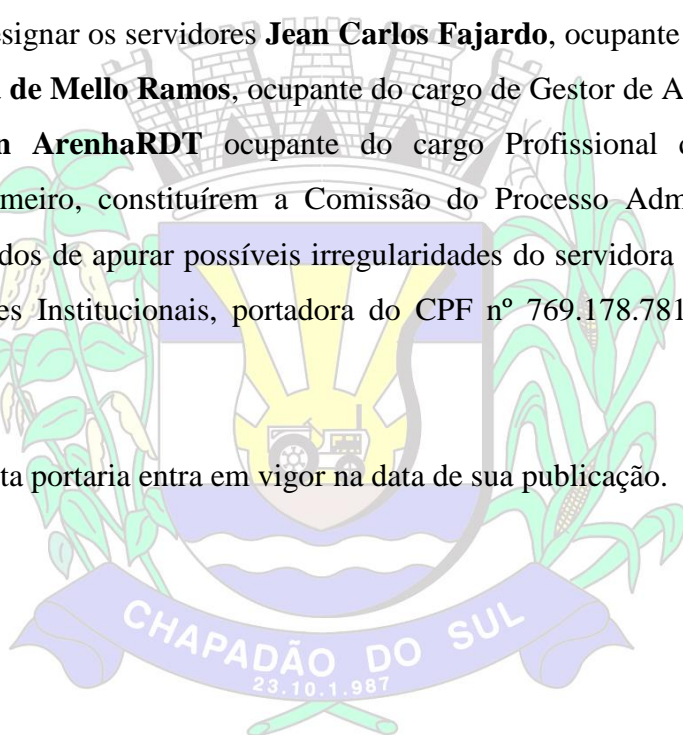 esignar os servidores Jean Carlos Fajardo, ocupante
de Mello Ramos, ocupante do cargo de Gestor de A
n ArenhaRDT ocupante do cargo Profissional
meiro, constituírem a Comissão do Processo Adm
dos de apurar possíveis irregularidades do servidora
es Institucionais, portadora do CPF nº 769.178.781
ta portaria entra em vigor na data de sua publicação.
CHAPADÃO DO SUL
23.10.1.987